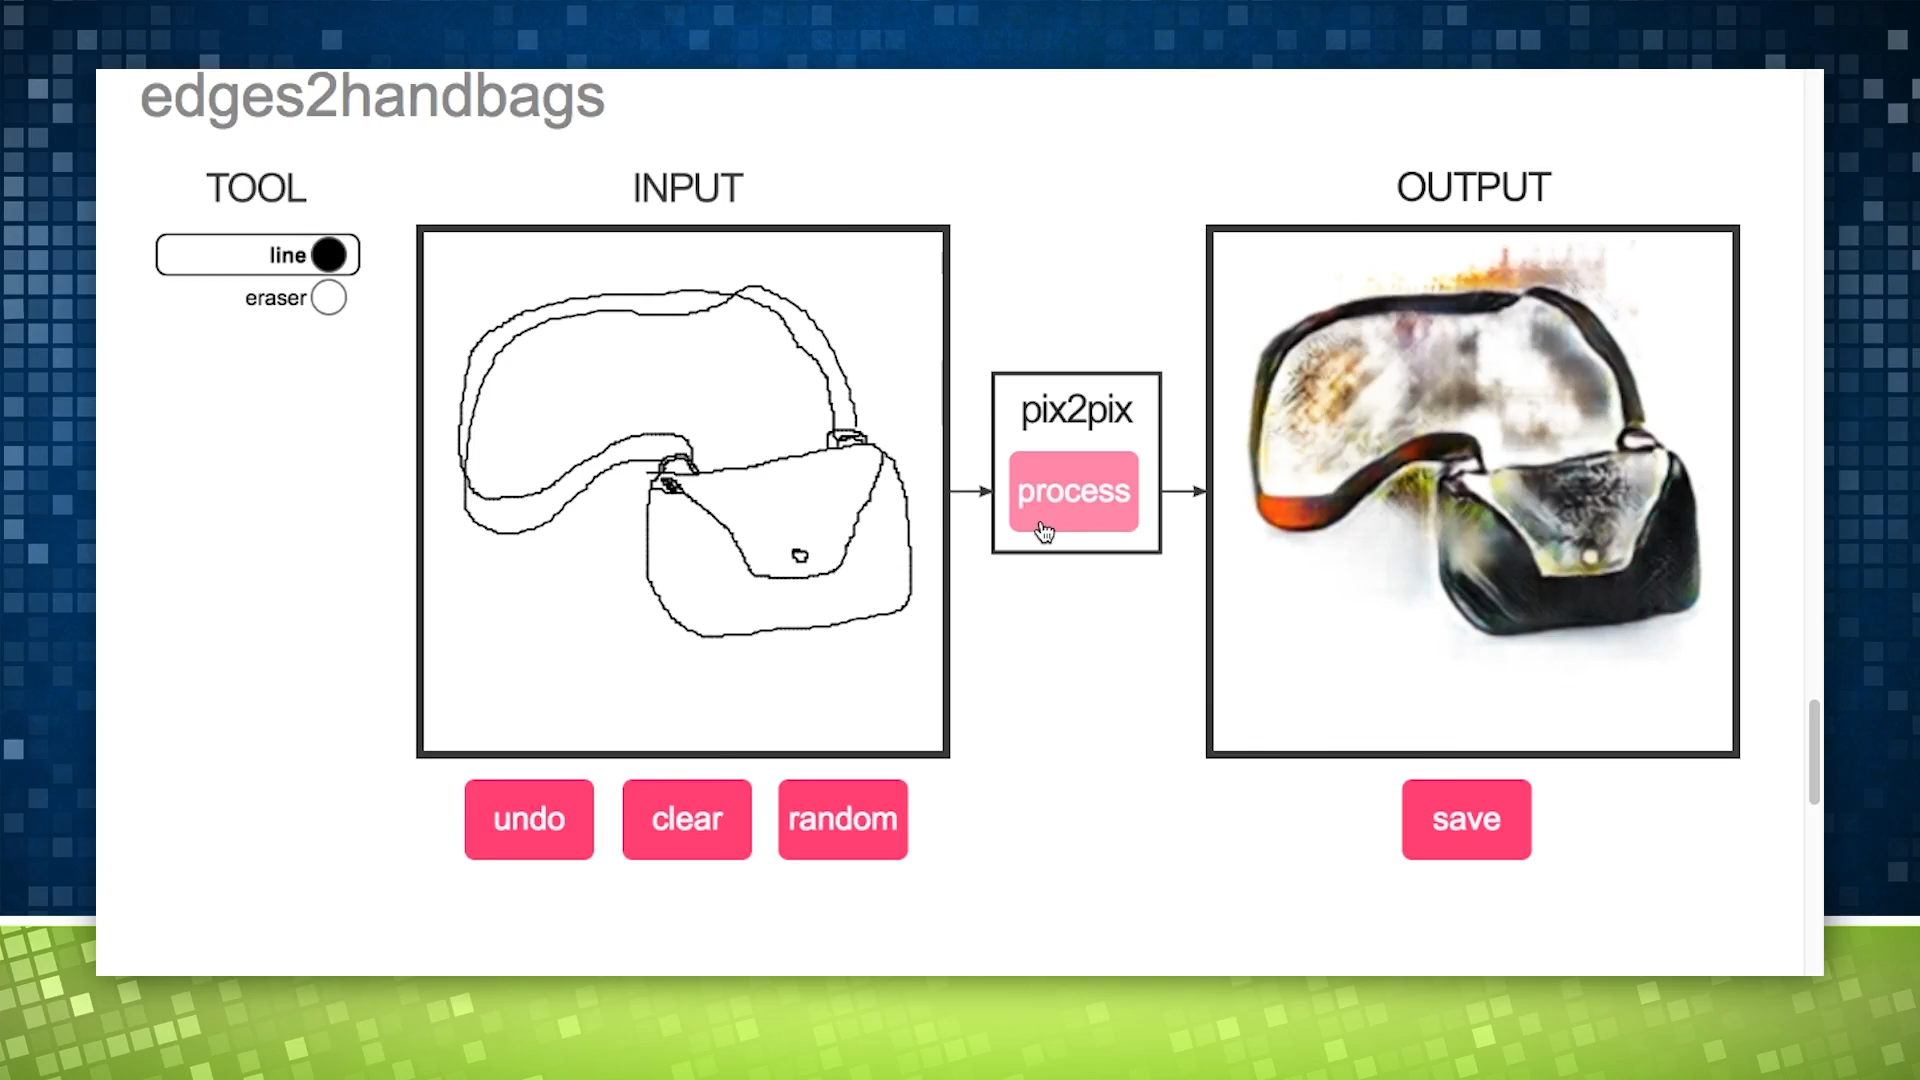 edges2handbags
TOOL
INPUT
OUTPUT
line
eraser
pix2pix
process
undo
clear
random
save